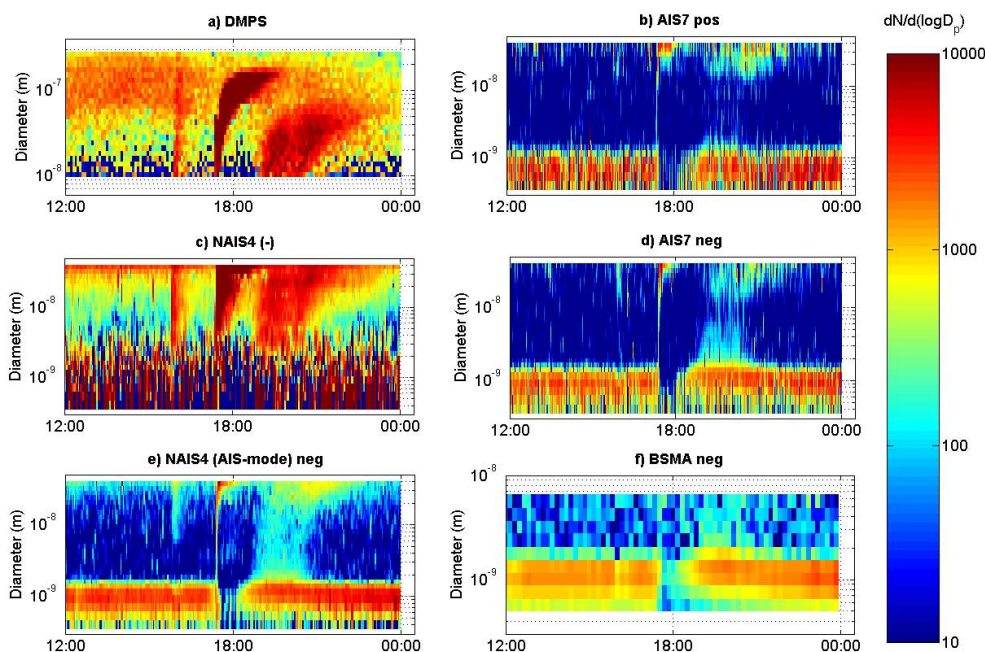 a) DMPS
Diameter (m)
10^-7
10^-8
12:00 18:00 00:00
b) AIS7 pos
Diameter (m)
10^-8
10^-9
12:00 18:00 00:00
c) NAIS4 (-)
Diameter (m)
10^-8
10^-9
12:00 18:00 00:00
d) AIS7 neg
Diameter (m)
10^-8
10^-9
12:00 18:00 00:00
e) NAIS4 (AIS-mode) neg
Diameter (m)
10^-8
10^-9
12:00 18:00 00:00
f) BSMA neg
Diameter (m)
10^-8
10^-9
12:00 18:00 00:00
dN/d(logD_p)
10000
1000
100
10